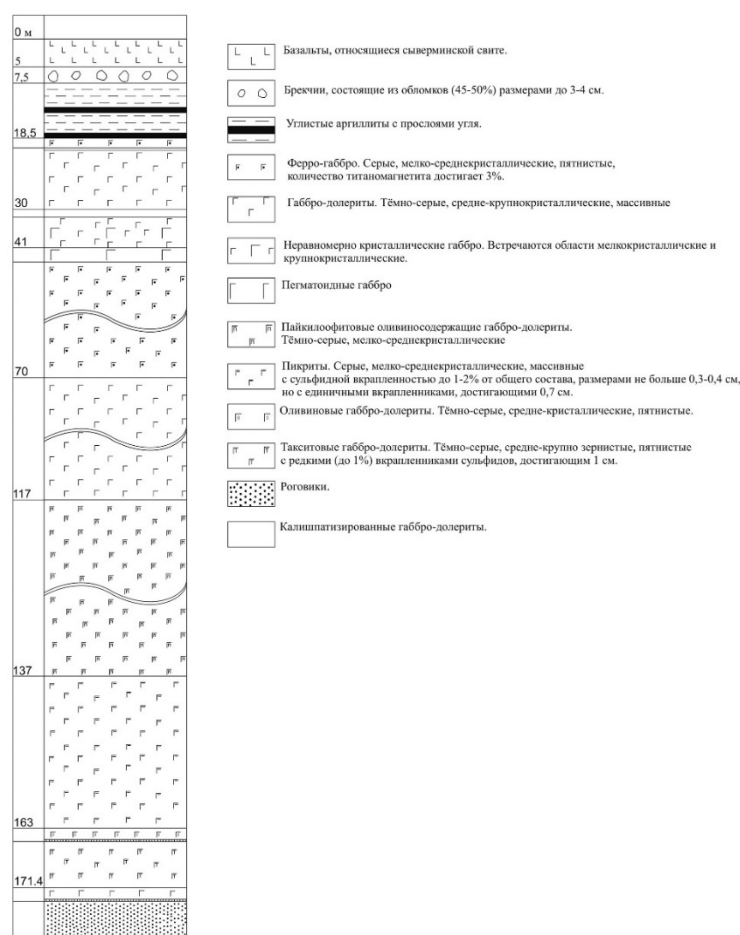 0 м
5
7,5
18,5
30
41
70
117
137
163
171.4
Базальты, относящиеся сыверминской свите.
Брекчии, состоящие из обломков (45-50%) размерами до 3-4 см.
Углистые аргиллиты с прослоями угля.
Ферро-габбро. Серые, мелко-среднекристаллические, пятнистые,
количество титаномагнетита достигает 3%.
Габбро-долериты. Тёмно-серые, средне-крупнокристаллические, массивные
Неравномерно кристаллические габбро. Встречаются области мелкокристалличские и
крупнокристаллические.
Пегматоидные габбро
Пайкилоофитовые оливиносодержащие габбро-долериты.
Тёмно-серые, мелко-среднекристаллические
Пикриты. Серые, мелко-среднекристаллические, массивные
с сульфидной вкрапленностью до 1-2% от общего состава, размерами не больше 0,3-0,4 см,
но с единичными вкрапленниками, достигающими 0,7 см.
Оливиновые габбро-долериты. Тёмно-серые, средне-кристаллические, пятнистые.
Такситовые габбро-долериты. Тёмно-серые, средне-крупно зернистые, пятнистые
с редкими (до 1%) вкрапленниками сульфидов, достигающим 1 см.
Роговики.
Калишпатизированные габбро-долериты.